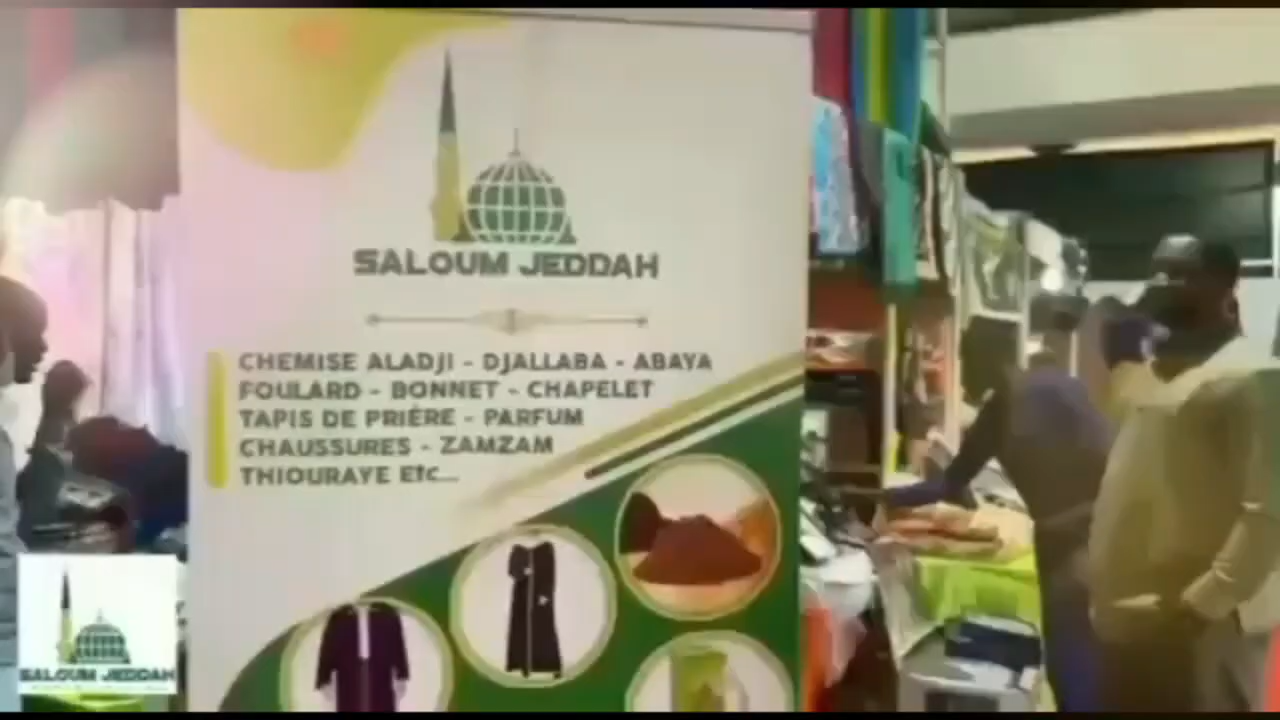 SALOUM JEDDAH
CHEMISE ALADJI - DJALLABA - ABAYA
FOULARD - BONNET - CHAPELET
TAPIS DE PRIÈRE - PARFUM
CHAUSSURES - ZAMZAM
THIOURAYE Etc...
SALOUM JEDDAH